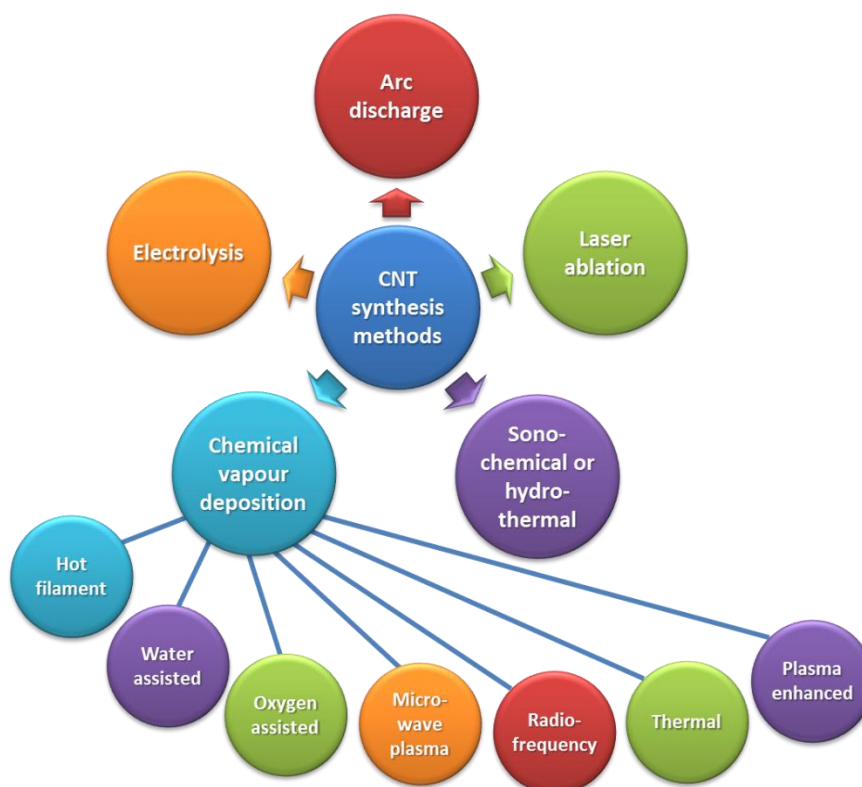 Arc
discharge
Electrolysis
Laser
ablation
CNT
synthesis
methods
Chemical
vapour
deposition
Sono-
chemical or
hydro-
thermal
Hot
filament
Water
assisted
Oxygen
assisted
Micro-
wave
plasma
Radio-
frequency
Thermal
Plasma
enhanced